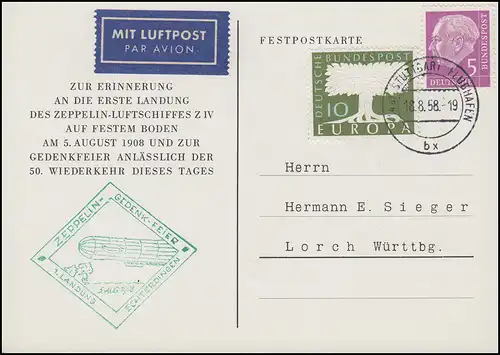 MIT LUFTPOST
PAR AVION
ZUR ERINNERUNG
AN DIE ERSTE LANDUNG
DES ZEPPELIN-LUFTSCHIFFES Z IV
AUF FESTEM BODEN
AM 5. AUGUST 1908 UND ZUR
GEDENKFEIER ANLÄSSLICH DER
50. WIEDERKEHR DIESES TAGES
ZEPPELIN-
GEDENK-FEIER
1. LANDUNG
ECHTERDINGEN
FESTPOSTKARTE
DEUTSCHE BUNDESPOST
10
EUROPA
5
BUNDESPOST
STUTTGART FLUGHAFEN
18.8.58.-19
bx
Herrn
Hermann E. Sieger
Lorch Württbg.